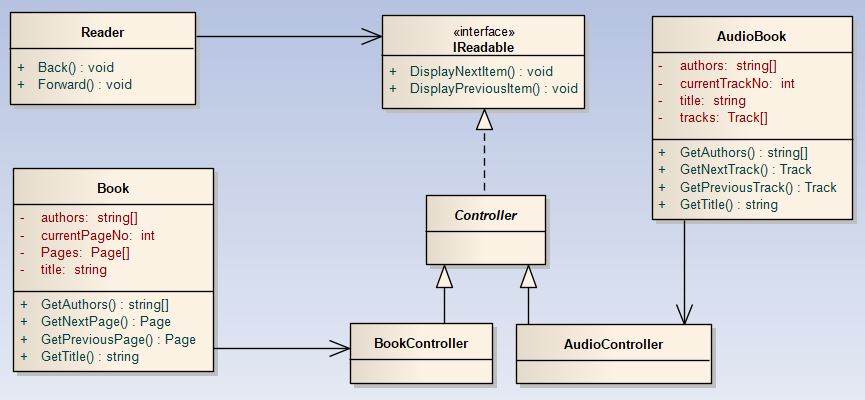 Reader
+ Back() : void
+ Forward() : void
«interface»
IReadable
+ DisplayNextItem() : void
+ DisplayPreviousItem() : void
AudioBook
- authors: string[]
- currentTrackNo: int
- title: string
- tracks: Track[]
+ GetAuthors() : string[]
+ GetNextTrack() : Track
+ GetPreviousTrack() : Track
+ GetTitle() : string
Book
- authors: string[]
- currentPageNo: int
- Pages: Page[]
- title: string
+ GetAuthors() : string[]
+ GetNextPage() : Page
+ GetPreviousPage() : Page
+ GetTitle() : string
Controller
BookController
AudioController